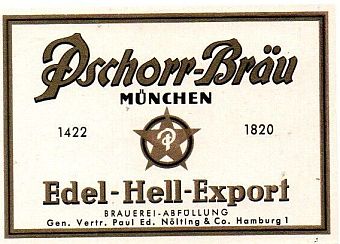 Pschorr-Bräu
MÜNCHEN
1422 1820
P
Edel-Hell-Export
BRAUEREI-ABFÜLLUNG
Gen. Vertr. Paul Ed. Nölting & Co. Hamburg 1